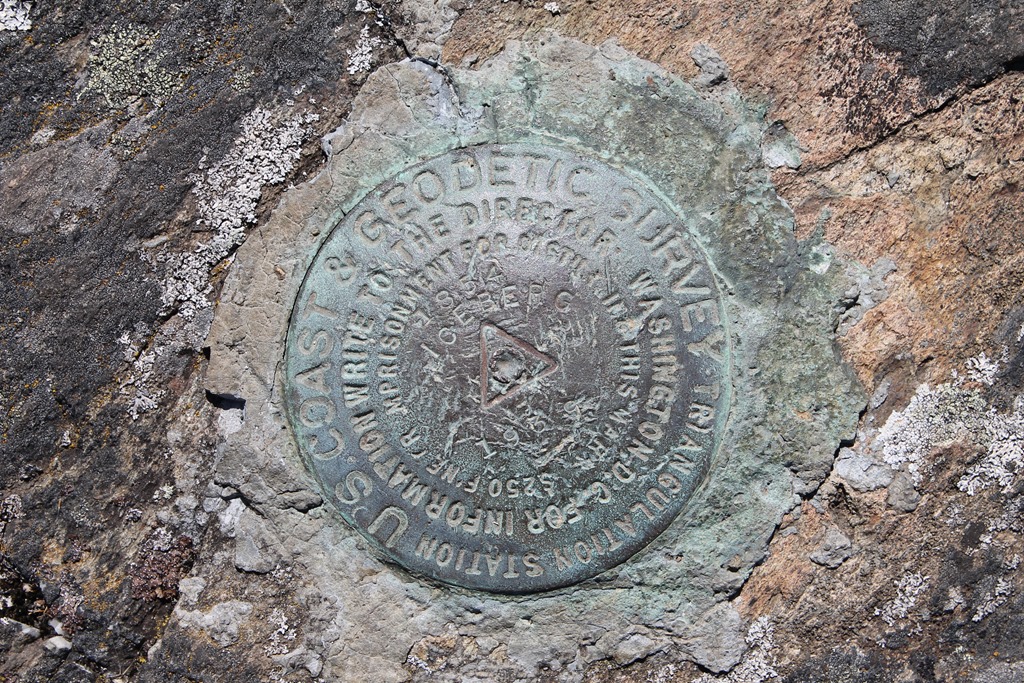 U.S. COAST & GEODETIC SURVEY TRIANGULATION STATION
FOR INFORMATION WRITE TO THE DIRECTOR WASHINGTON, D.C.
$250 FINE OR IMPRISONMENT FOR DISTURBING THIS MARK
1934
ICEBERG